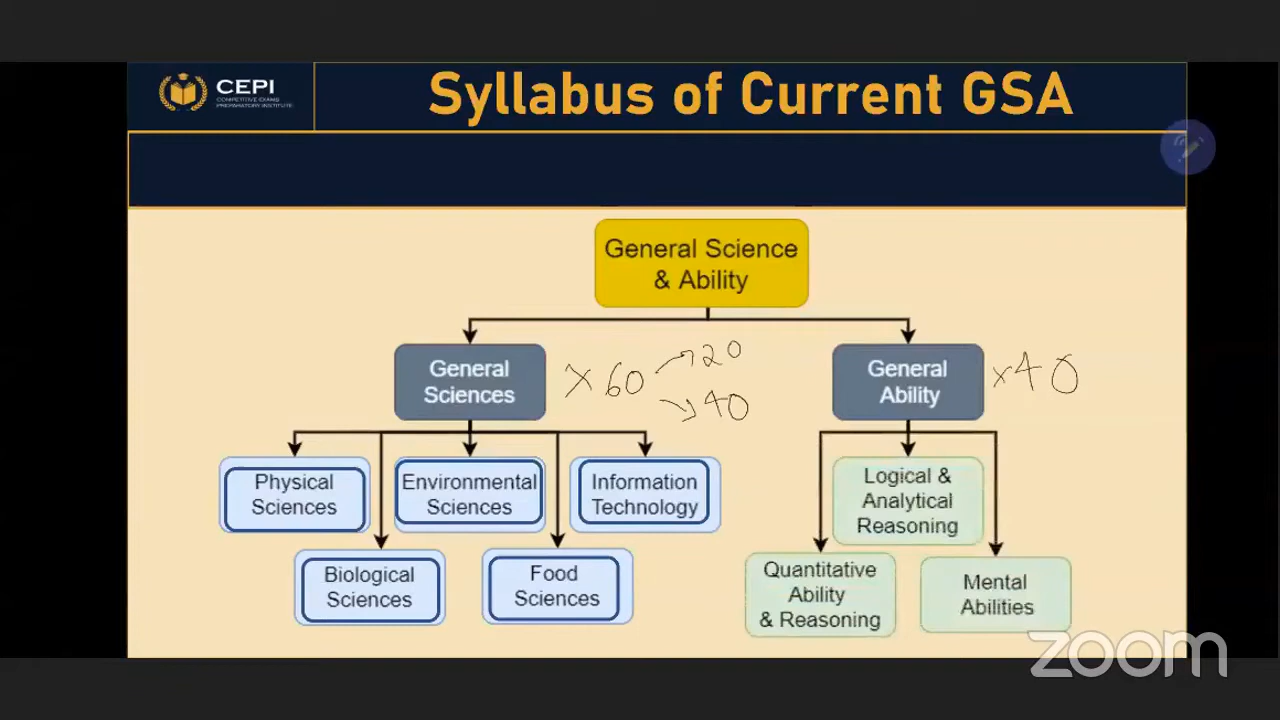 CEPI
COMPETITIVE EXAMS
PREPARATORY INSTITUTE
Syllabus of Current GSA
General Science
& Ability
General
Sciences
× 60
20
40
General
Ability
×40
Physical
Sciences
Environmental
Sciences
Information
Technology
Logical &
Analytical
Reasoning
Biological
Sciences
Food
Sciences
Quantitative
Ability
& Reasoning
Mental
Abilities
zoom